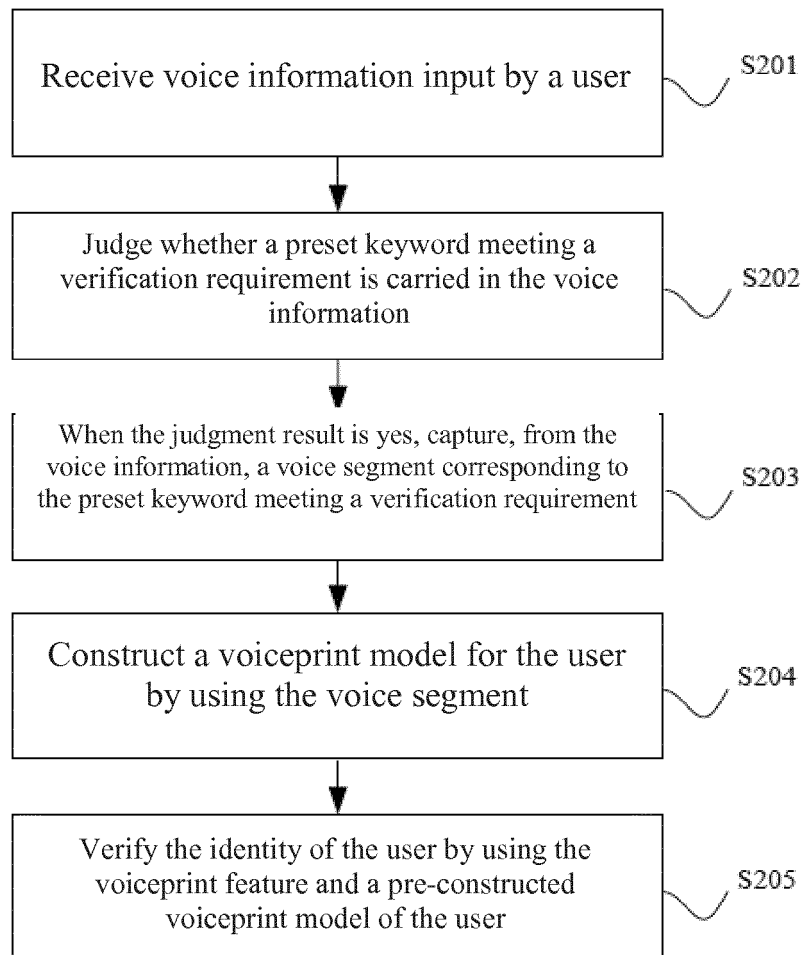 Receive voice information input by a user
S201
Judge whether a preset keyword meeting a
verification requirement is carried in the voice
information
S202
When the judgment result is yes, capture, from the
voice information, a voice segment corresponding to
the preset keyword meeting a verification requirement
S203
Construct a voiceprint model for the user
by using the voice segment
S204
Verify the identity of the user by using the
voiceprint feature and a pre-constructed
voiceprint model of the user
S205